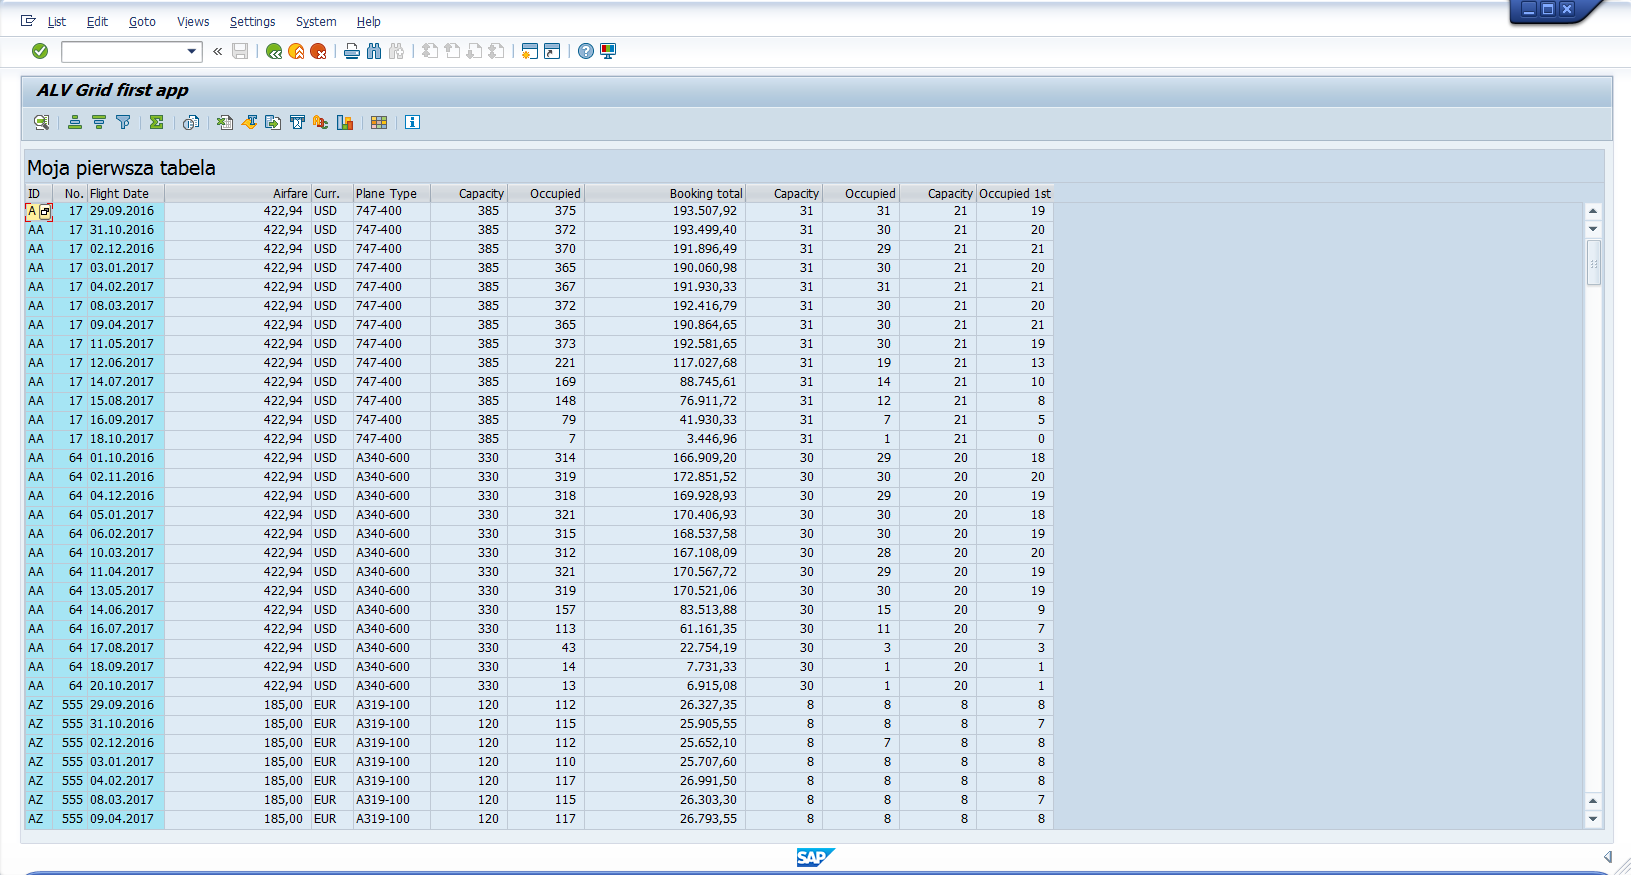 List Edit Goto Views Settings System Help
ALV Grid first app
Moja pierwsza tabela
ID No. Flight Date Airfare Curr. Plane Type Capacity Occupied Booking total Capacity Occupied Capacity Occupied 1st
A 17 29.09.2016 422,94 USD 747-400 385 375 193.507,92 31 31 21 19
AA 17 31.10.2016 422,94 USD 747-400 385 372 193.499,40 31 30 21 20
AA 17 02.12.2016 422,94 USD 747-400 385 370 191.896,49 31 29 21 21
AA 17 03.01.2017 422,94 USD 747-400 385 365 190.060,98 31 30 21 20
AA 17 04.02.2017 422,94 USD 747-400 385 367 191.930,33 31 31 21 21
AA 17 08.03.2017 422,94 USD 747-400 385 372 192.416,79 31 30 21 20
AA 17 09.04.2017 422,94 USD 747-400 385 365 190.864,65 31 30 21 21
AA 17 11.05.2017 422,94 USD 747-400 385 373 192.581,65 31 30 21 19
AA 17 12.06.2017 422,94 USD 747-400 385 221 117.027,68 31 19 21 13
AA 17 14.07.2017 422,94 USD 747-400 385 169 88.745,61 31 14 21 10
AA 17 15.08.2017 422,94 USD 747-400 385 148 76.911,72 31 12 21 8
AA 17 16.09.2017 422,94 USD 747-400 385 79 41.930,33 31 7 21 5
AA 17 18.10.2017 422,94 USD 747-400 385 7 3.446,96 31 1 21 0
AA 64 01.10.2016 422,94 USD A340-600 330 314 166.909,20 30 29 20 18
AA 64 02.11.2016 422,94 USD A340-600 330 319 172.851,52 30 30 20 20
AA 64 04.12.2016 422,94 USD A340-600 330 318 169.928,93 30 29 20 19
AA 64 05.01.2017 422,94 USD A340-600 330 321 170.406,93 30 30 20 18
AA 64 06.02.2017 422,94 USD A340-600 330 315 168.537,58 30 30 20 19
AA 64 10.03.2017 422,94 USD A340-600 330 312 167.108,09 30 28 20 20
AA 64 11.04.2017 422,94 USD A340-600 330 321 170.567,72 30 29 20 19
AA 64 13.05.2017 422,94 USD A340-600 330 319 170.521,06 30 30 20 19
AA 64 14.06.2017 422,94 USD A340-600 330 157 83.513,88 30 15 20 9
AA 64 16.07.2017 422,94 USD A340-600 330 113 61.161,35 30 11 20 7
AA 64 17.08.2017 422,94 USD A340-600 330 43 22.754,19 30 3 20 3
AA 64 18.09.2017 422,94 USD A340-600 330 14 7.731,33 30 1 20 1
AA 64 20.10.2017 422,94 USD A340-600 330 13 6.915,08 30 1 20 1
AZ 555 29.09.2016 185,00 EUR A319-100 120 112 26.327,35 8 8 8 8
AZ 555 31.10.2016 185,00 EUR A319-100 120 115 25.905,55 8 8 8 7
AZ 555 02.12.2016 185,00 EUR A319-100 120 112 25.652,10 8 7 8 8
AZ 555 03.01.2017 185,00 EUR A319-100 120 110 25.707,60 8 8 8 8
AZ 555 04.02.2017 185,00 EUR A319-100 120 117 26.991,50 8 8 8 8
AZ 555 08.03.2017 185,00 EUR A319-100 120 115 26.303,30 8 8 8 7
AZ 555 09.04.2017 185,00 EUR A319-100 120 117 26.793,55 8 8 8 8
SAP